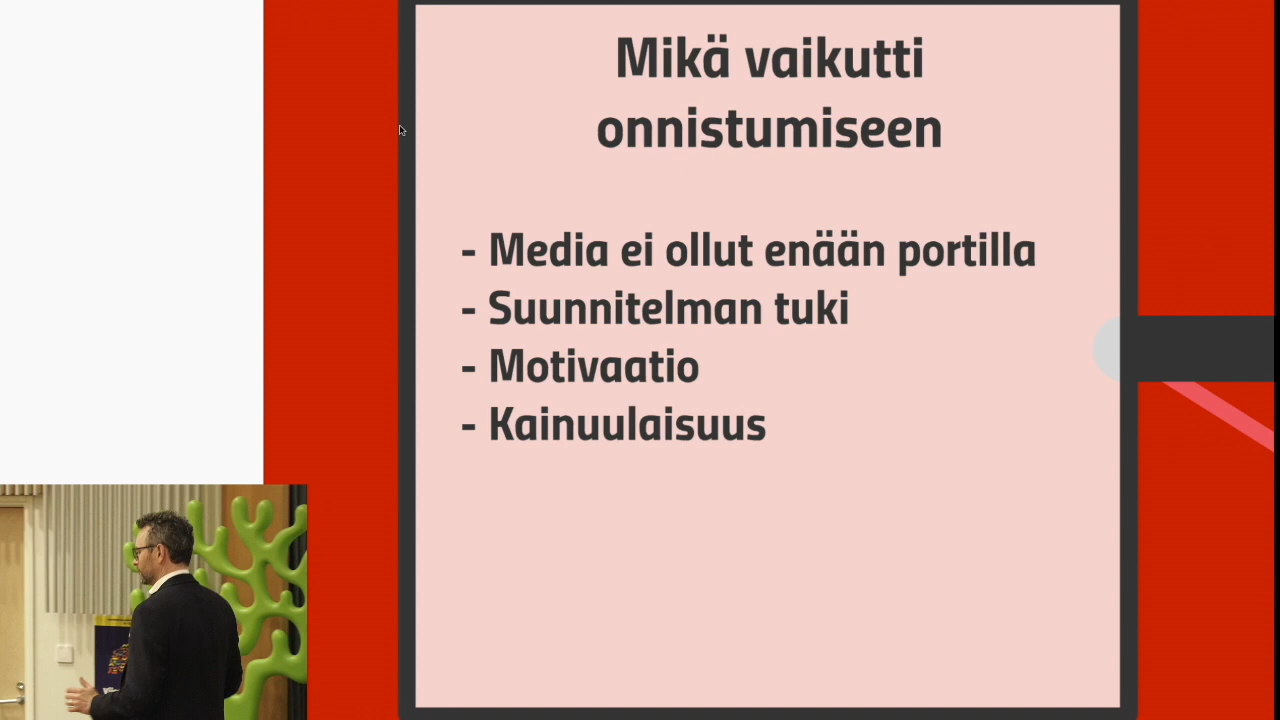 Mikä vaikutti
onnistumiseen
- Media ei ollut enään portilla
- Suunnitelman tuki
- Motivaatio
- Kainuulaisuus